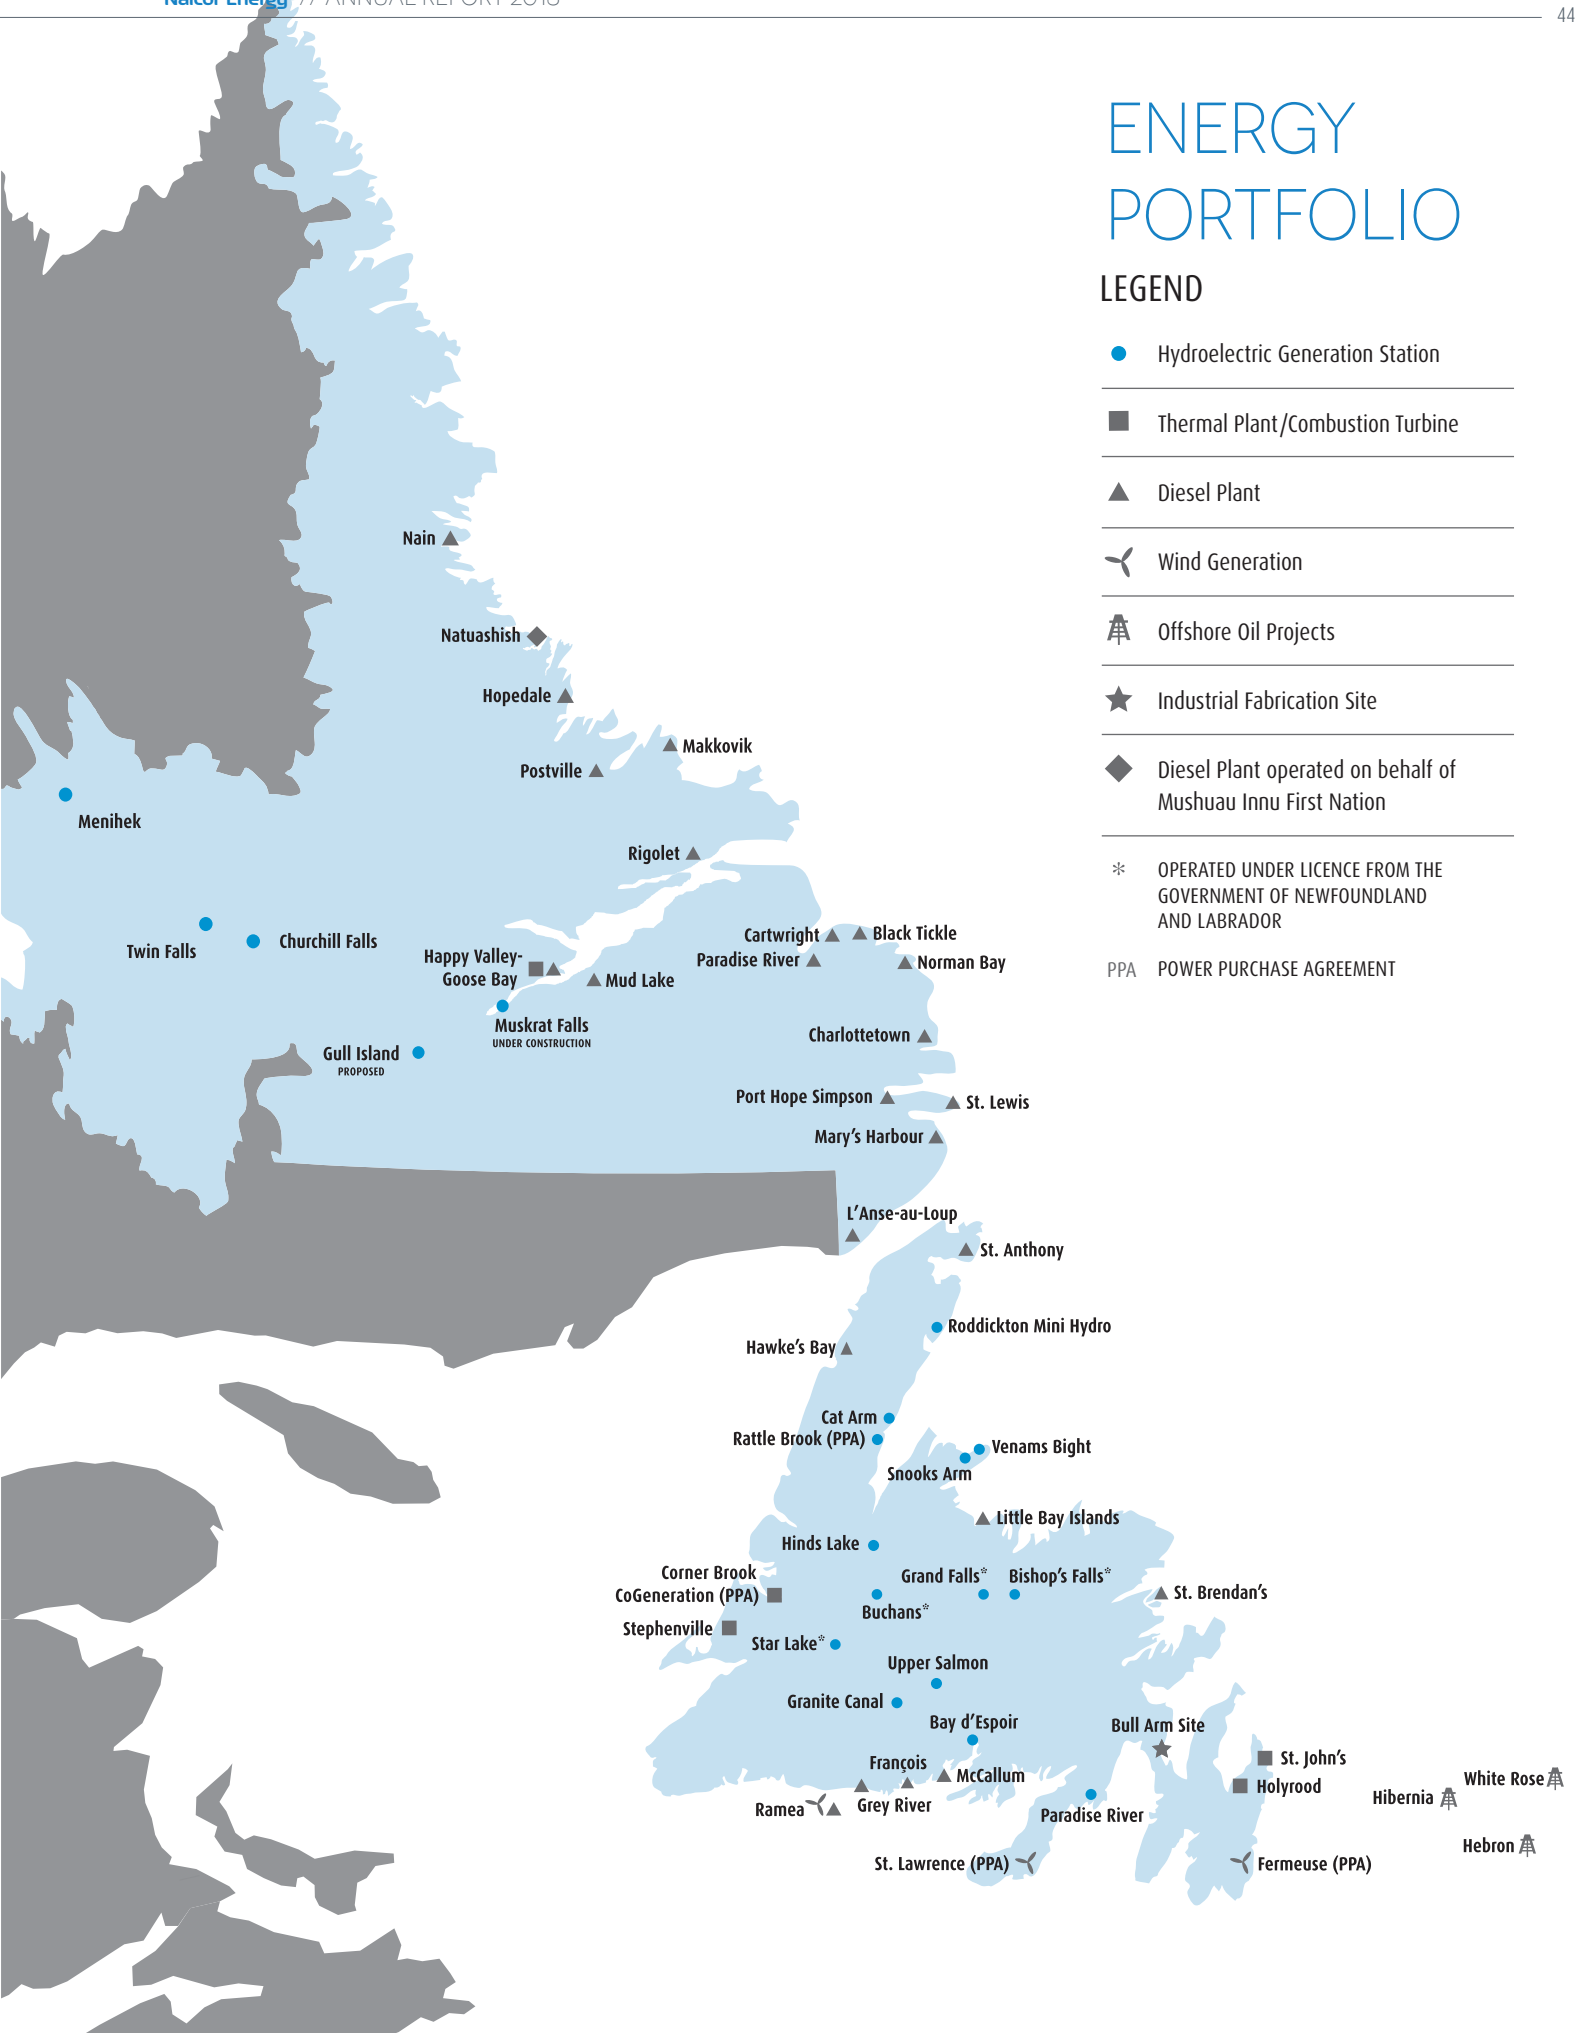 Nalcor Energy // ANNUAL REPORT 2018
44
ENERGY
PORTFOLIO
LEGEND
Hydroelectric Generation Station
Thermal Plant/Combustion Turbine
Diesel Plant
Wind Generation
Offshore Oil Projects
Industrial Fabrication Site
Diesel Plant operated on behalf of
Mushuau Innu First Nation
* OPERATED UNDER LICENCE FROM THE
GOVERNMENT OF NEWFOUNDLAND
AND LABRADOR
PPA POWER PURCHASE AGREEMENT
Nain
Natuashish
Hopedale
Makkovik
Postville
Menihek
Rigolet
Twin Falls
Churchill Falls
Happy Valley-
Goose Bay
Mud Lake
Cartwright
Black Tickle
Paradise River
Norman Bay
Muskrat Falls
UNDER CONSTRUCTION
Gull Island
PROPOSED
Charlottetown
Port Hope Simpson
St. Lewis
Mary's Harbour
L'Anse-au-Loup
St. Anthony
Roddickton Mini Hydro
Hawke's Bay
Cat Arm
Rattle Brook (PPA)
Venams Bight
Snooks Arm
Little Bay Islands
Hinds Lake
Corner Brook
CoGeneration (PPA)
Grand Falls*
Bishop's Falls*
Buchans*
St. Brendan's
Stephenville
Star Lake*
Upper Salmon
Granite Canal
Bay d'Espoir
Bull Arm Site
François
McCallum
St. John's
Holyrood
White Rose
Hibernia
Ramea
Grey River
Paradise River
Hebron
St. Lawrence (PPA)
Fermeuse (PPA)